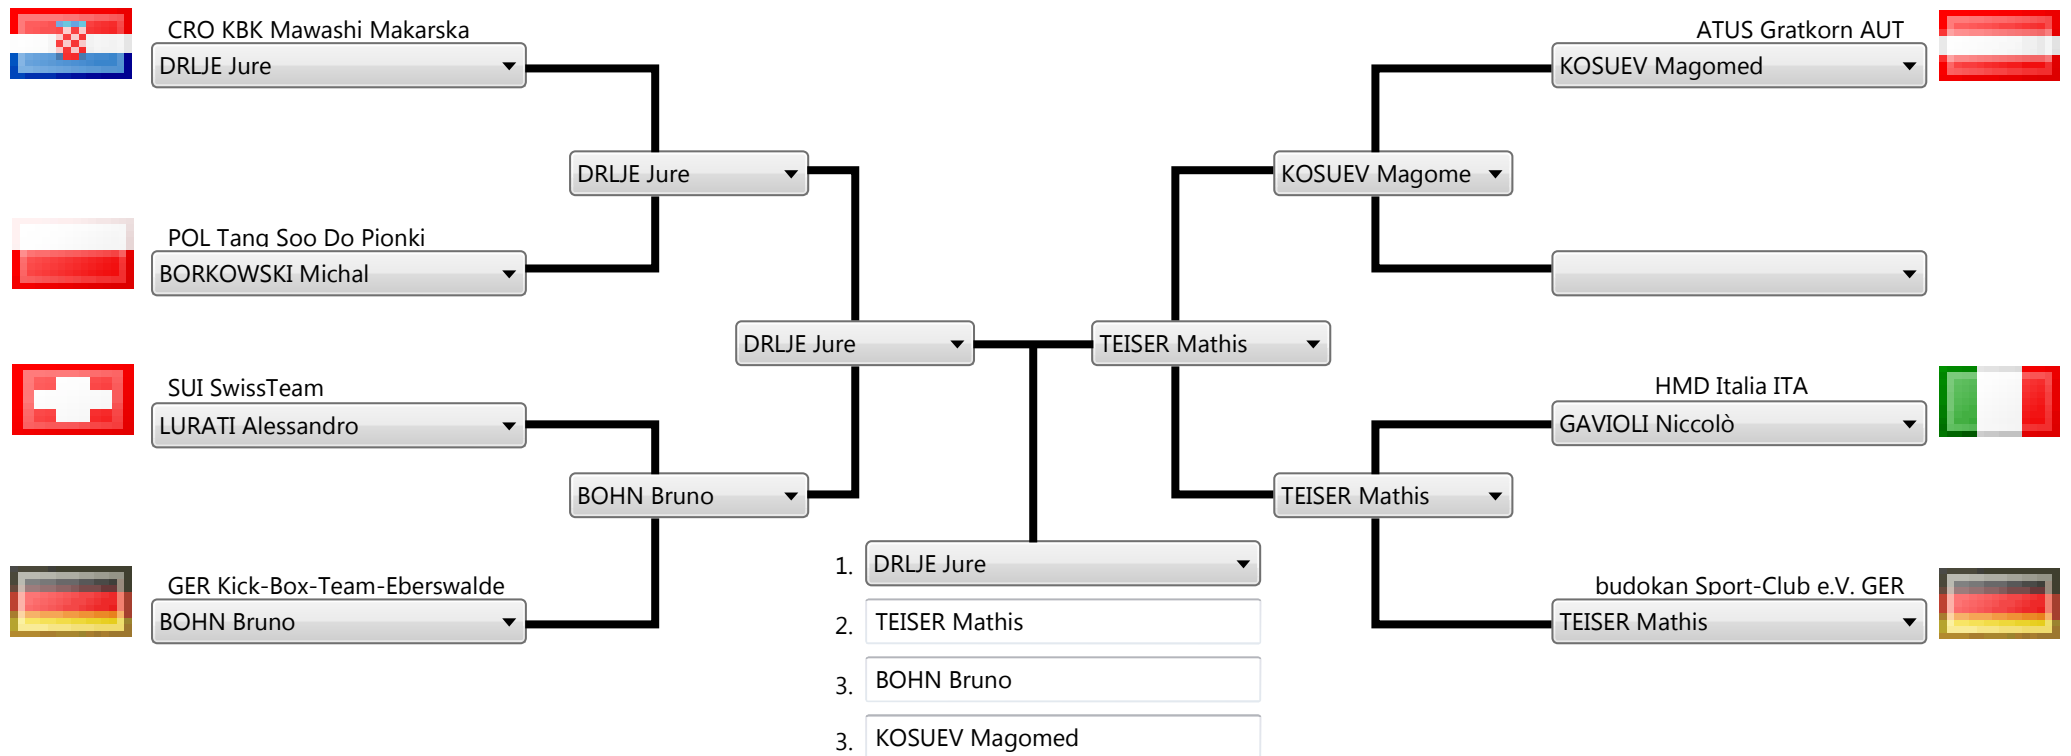 CRO KBK Mawashi Makarska
DRLJE Jure
ATUS Gratkorn AUT
KOSUEV Magomed
DRLJE Jure
KOSUEV Magome
POL Tang Soo Do Pionki
BORKOWSKI Michal
DRLJE Jure
TEISER Mathis
SUI SwissTeam
LURATI Alessandro
HMD Italia ITA
GAVIOLI Niccolò
BOHN Bruno
TEISER Mathis
GER Kick-Box-Team-Eberswalde
BOHN Bruno
budokan Sport-Club e.V. GER
TEISER Mathis
1. DRLJE Jure
2. TEISER Mathis
3. BOHN Bruno
3. KOSUEV Magomed